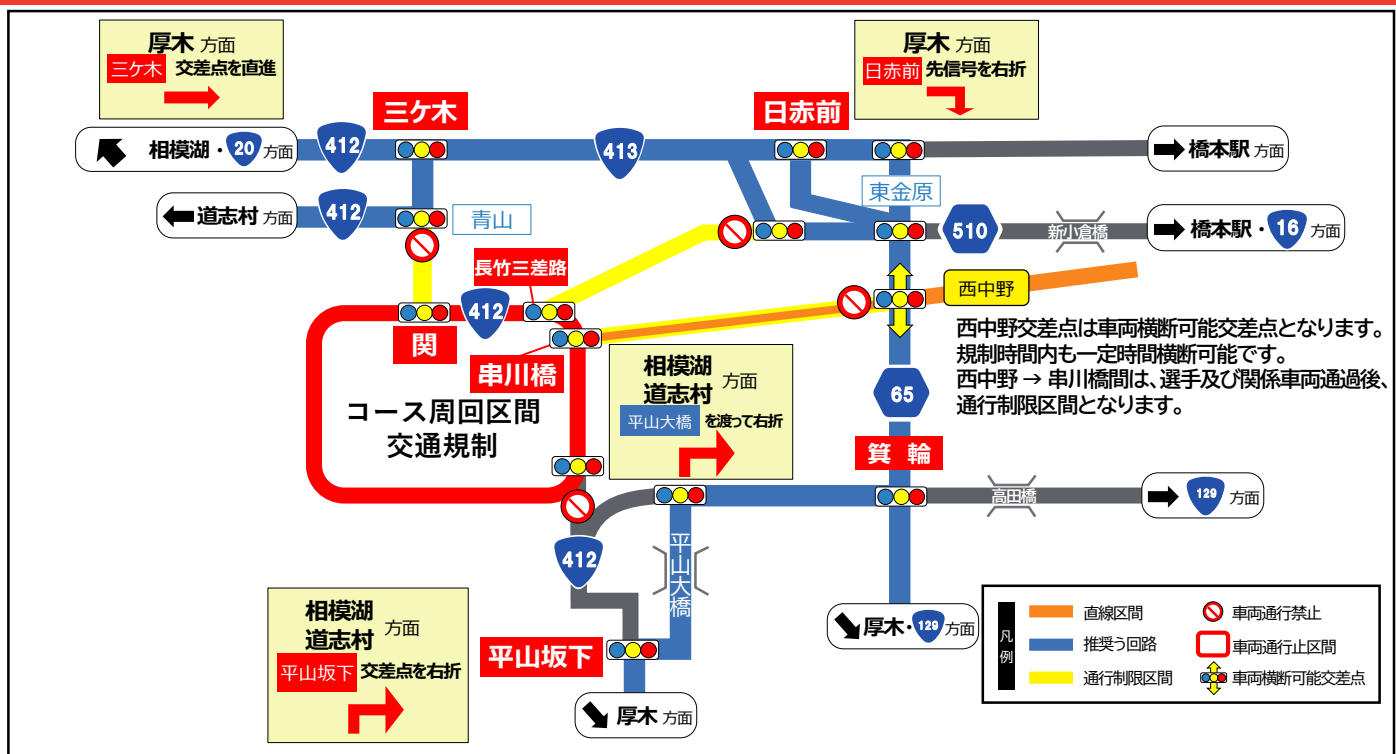 厚木 方面
三ケ木 交差点を直進
厚木 方面
日赤前 先信号を右折
三ケ木
日赤前
相模湖・20 方面
412
413
橋本駅 方面
道志村 方面
412
青山
東金原
510
新小倉橋
橋本駅・16 方面
長竹三差路
412
関
串川橋
西中野
西中野交差点は車両横断可能交差点となります。
規制時間内も一定時間横断可能です。
西中野 → 串川橋間は、選手及び関係車両通過後、
通行制限区間となります。
コース周回区間
交通規制
相模湖
道志村 方面
平山大橋 を渡って右折
65
箕輪
高田橋
129 方面
412
平山大橋
相模湖
道志村 方面
平山坂下 交差点を右折
平山坂下
厚木 方面
厚木・129 方面
凡例
直線区間
車両通行禁止
推奨う回路
車両通行止区間
通行制限区間
車両横断可能交差点